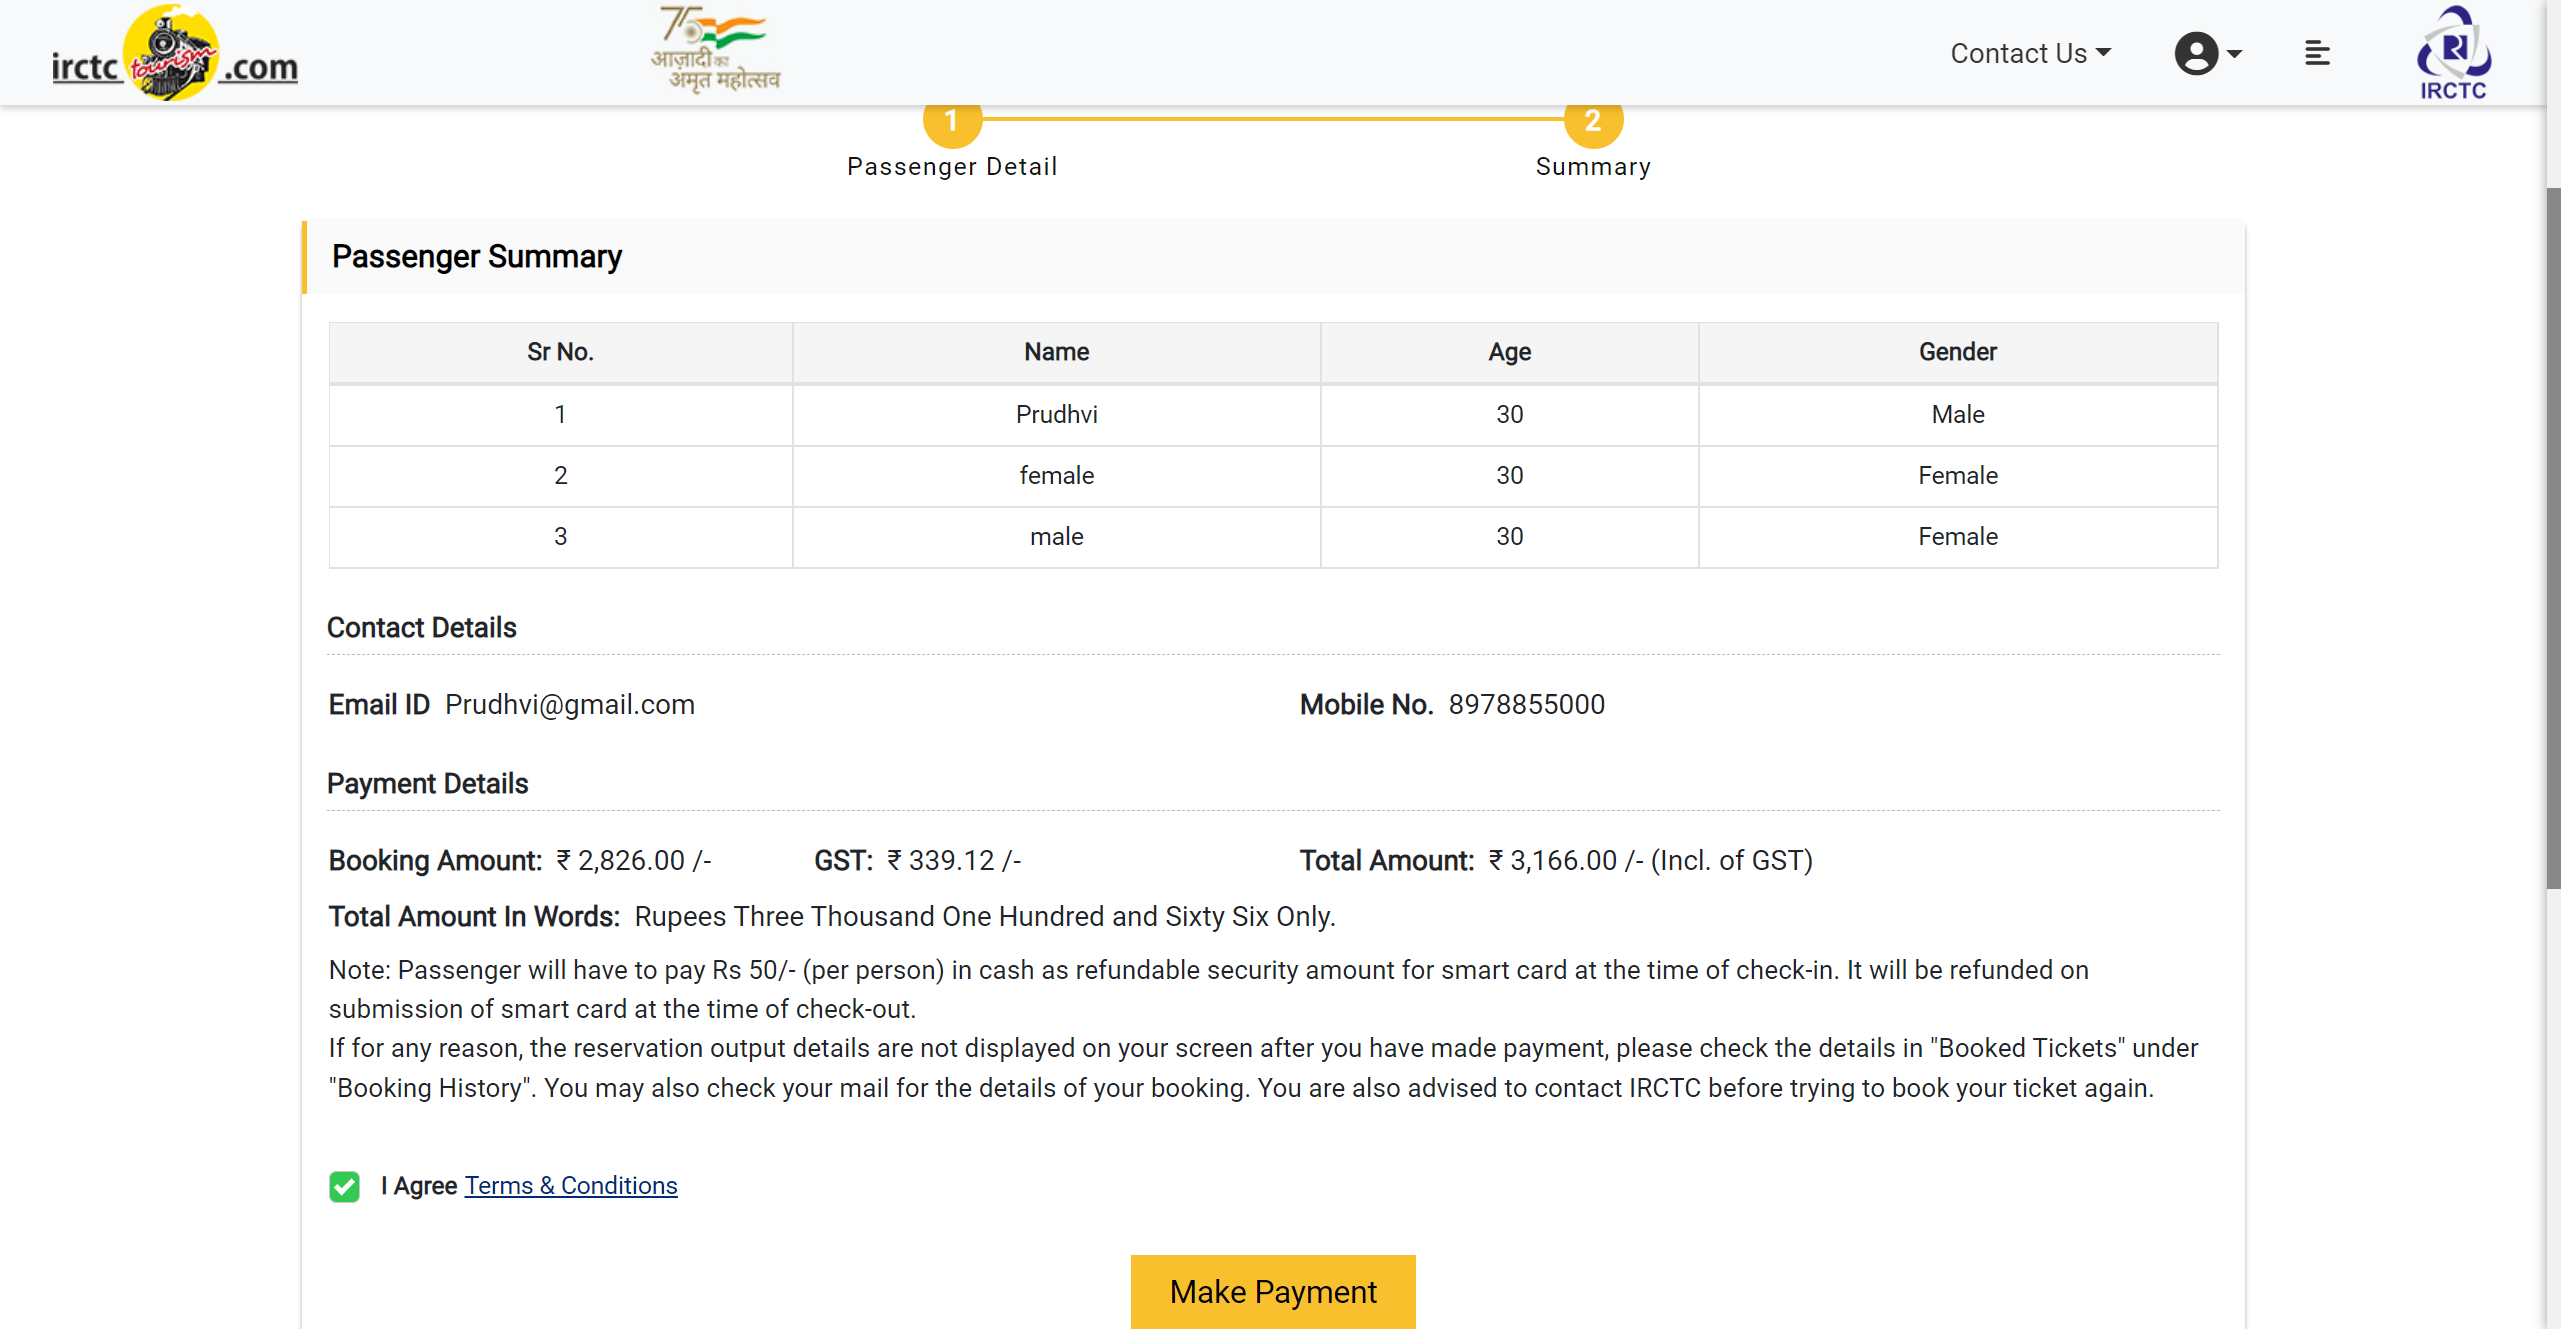 irctc tourism .com
75
आज़ादी का
अमृत महोत्सव
Contact Us
IRCTC
1
2
Passenger Detail
Summary
Passenger Summary
Sr No. Name Age Gender
1 Prudhvi 30 Male
2 female 30 Female
3 male 30 Female
Contact Details
Email ID Prudhvi@gmail.com Mobile No. 8978855000
Payment Details
Booking Amount: ₹ 2,826.00 /- GST: ₹ 339.12 /- Total Amount: ₹ 3,166.00 /- (Incl. of GST)
Total Amount In Words: Rupees Three Thousand One Hundred and Sixty Six Only.
Note: Passenger will have to pay Rs 50/- (per person) in cash as refundable security amount for smart card at the time of check-in. It will be refunded on
submission of smart card at the time of check-out.
If for any reason, the reservation output details are not displayed on your screen after you have made payment, please check the details in "Booked Tickets" under
"Booking History". You may also check your mail for the details of your booking. You are also advised to contact IRCTC before trying to book your ticket again.
I Agree Terms & Conditions
Make Payment